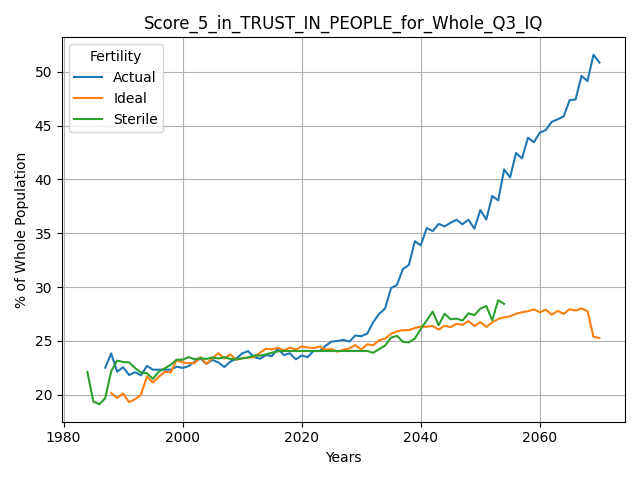 Score_5_in_TRUST_IN_PEOPLE_for_Whole_Q3_IQ
Fertility
Actual
Ideal
Sterile
% of Whole Population
50
45
40
35
30
25
20
1980
2000
2020
2040
2060
Years